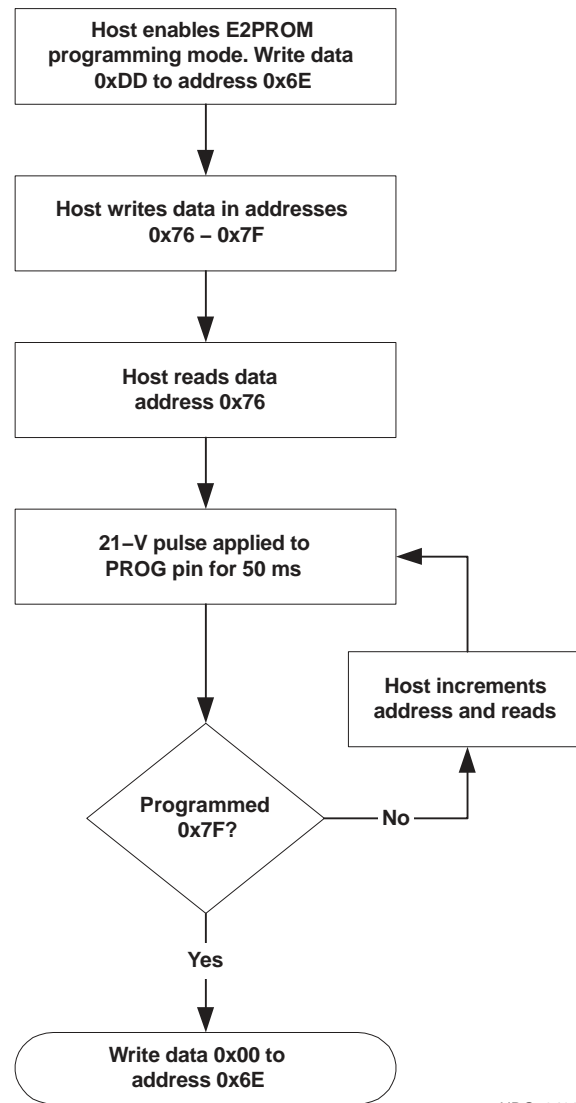 Host enables E2PROM
programming mode. Write data
0xDD to address 0x6E
Host writes data in addresses
0x76 – 0x7F
Host reads data
address 0x76
21–V pulse applied to
PROG pin for 50 ms
Host increments
address and reads
Programmed
0x7F?
No
Yes
Write data 0x00 to
address 0x6E